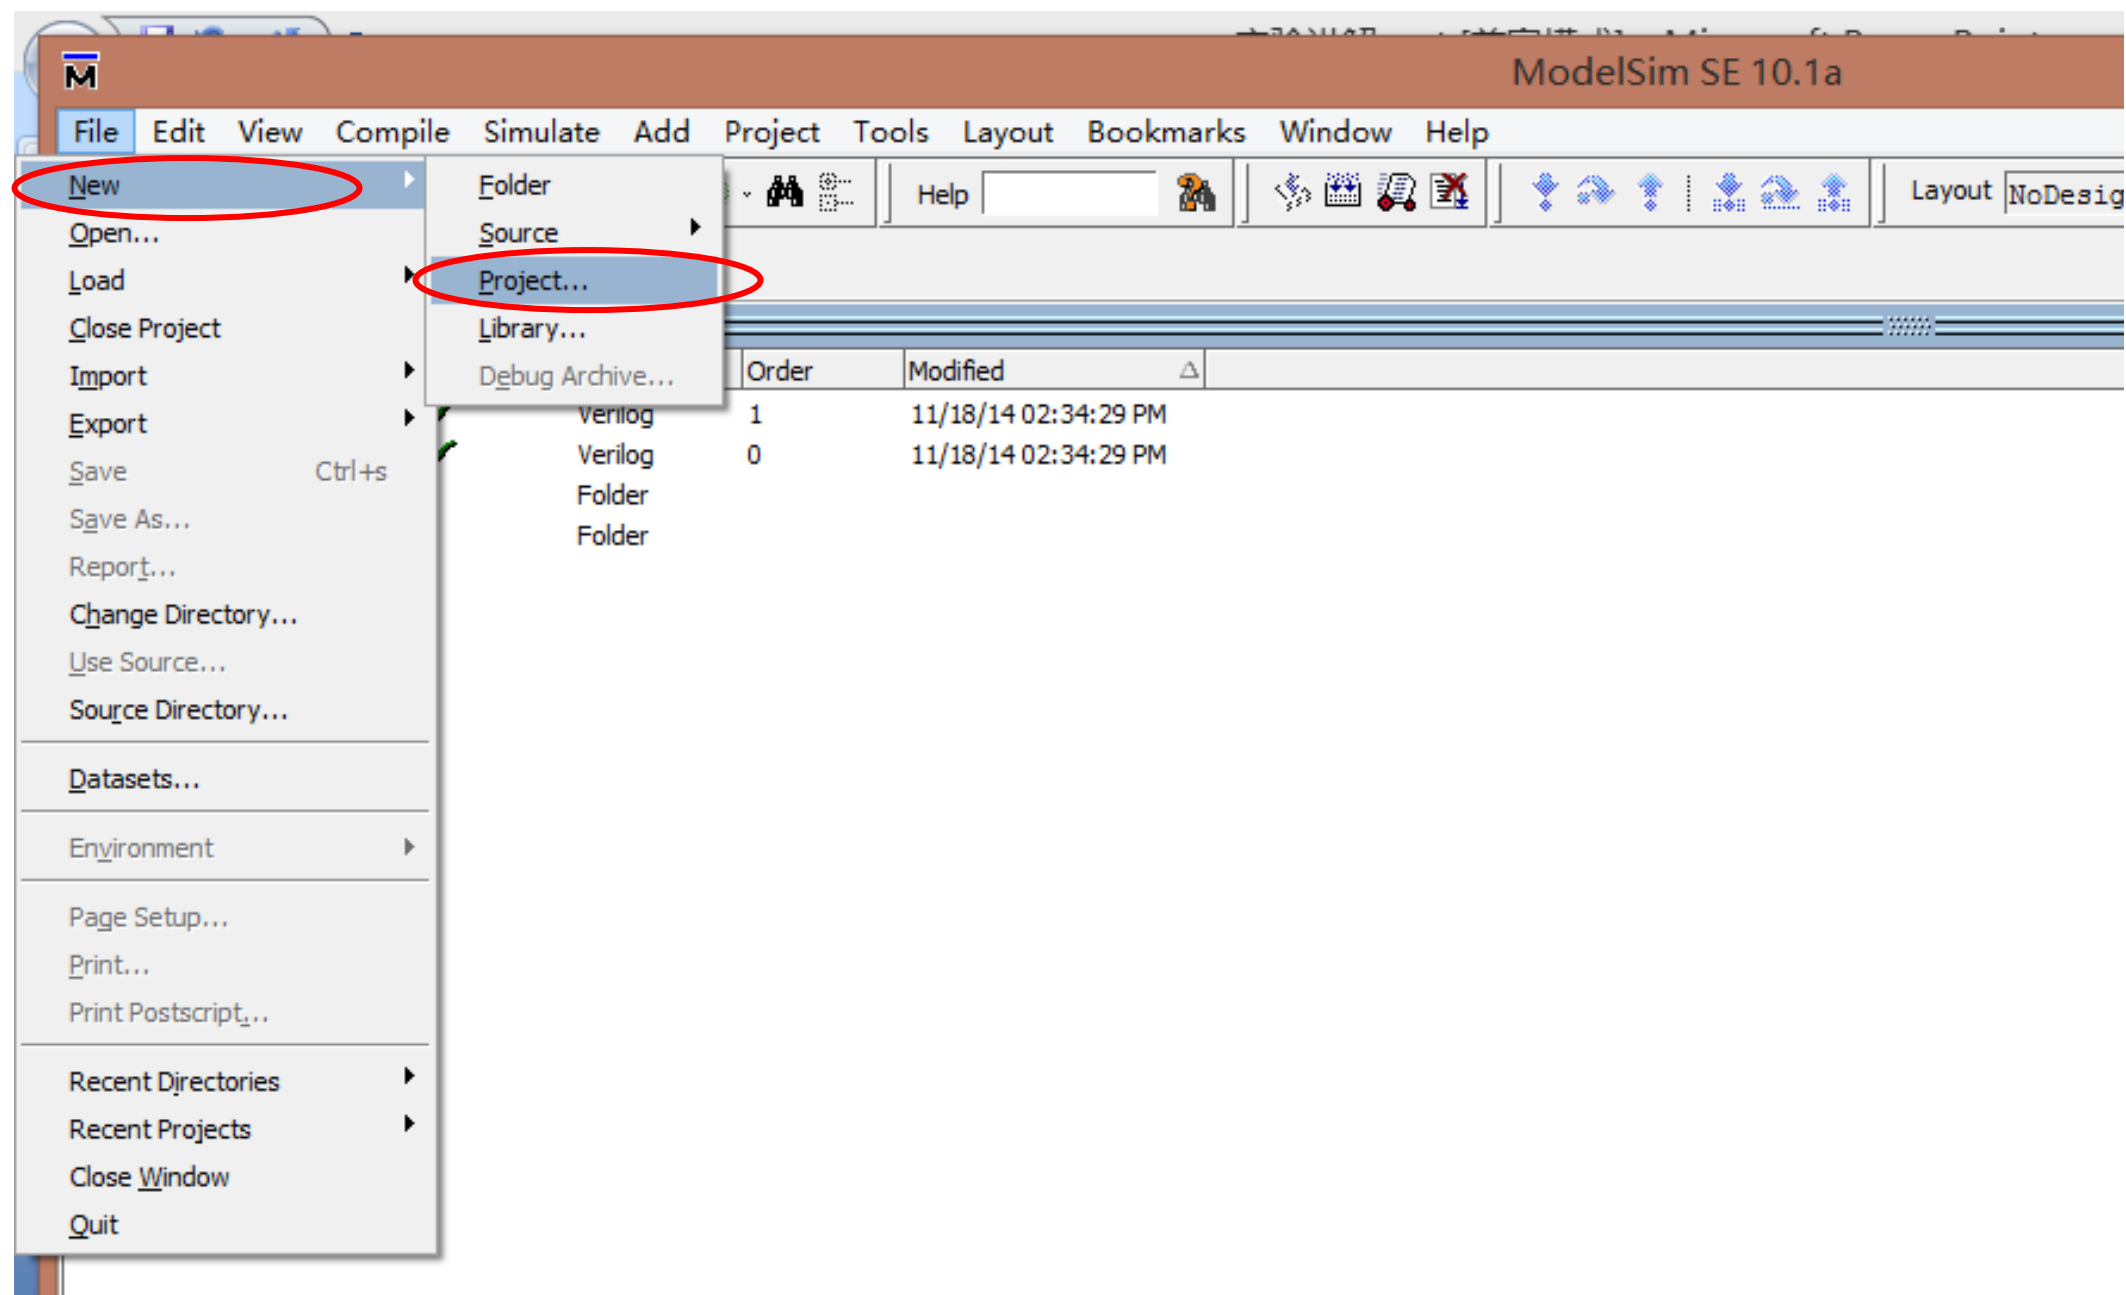 ModelSim SE 10.1a
File Edit View Compile Simulate Add Project Tools Layout Bookmarks Window Help
New
Open...
Load
Close Project
Import
Export
Save Ctrl+s
Save As...
Report...
Change Directory...
Use Source...
Source Directory...
Datasets...
Environment
Page Setup...
Print...
Print Postscript...
Recent Directories
Recent Projects
Close Window
Quit
Folder
Source
Project...
Library...
Debug Archive...
Help
Layout NoDesig
Order Modified
Verilog 1 11/18/14 02:34:29 PM
Verilog 0 11/18/14 02:34:29 PM
Folder
Folder